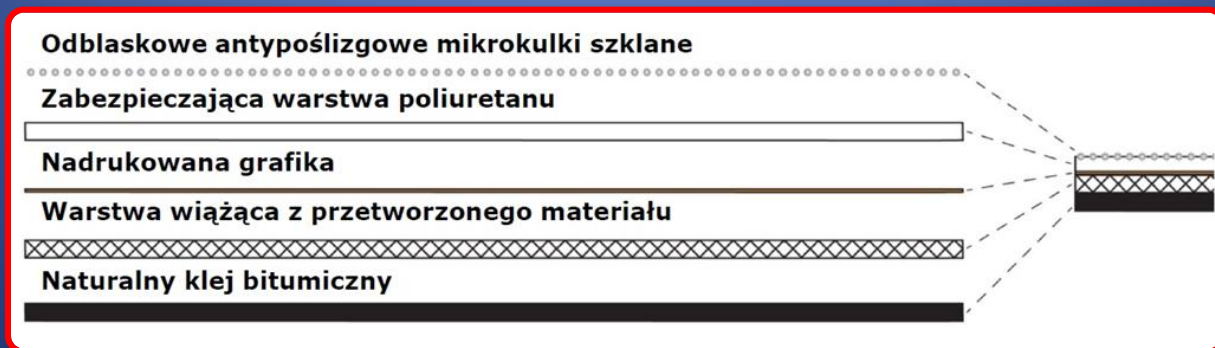 Odblaskowe antypoślizgowe mikrokulki szklane
Zabezpieczająca warstwa poliuretanu
Nadrukowana grafika
Warstwa wiążąca z przetworzonego materiału
Naturalny klej bitumiczny